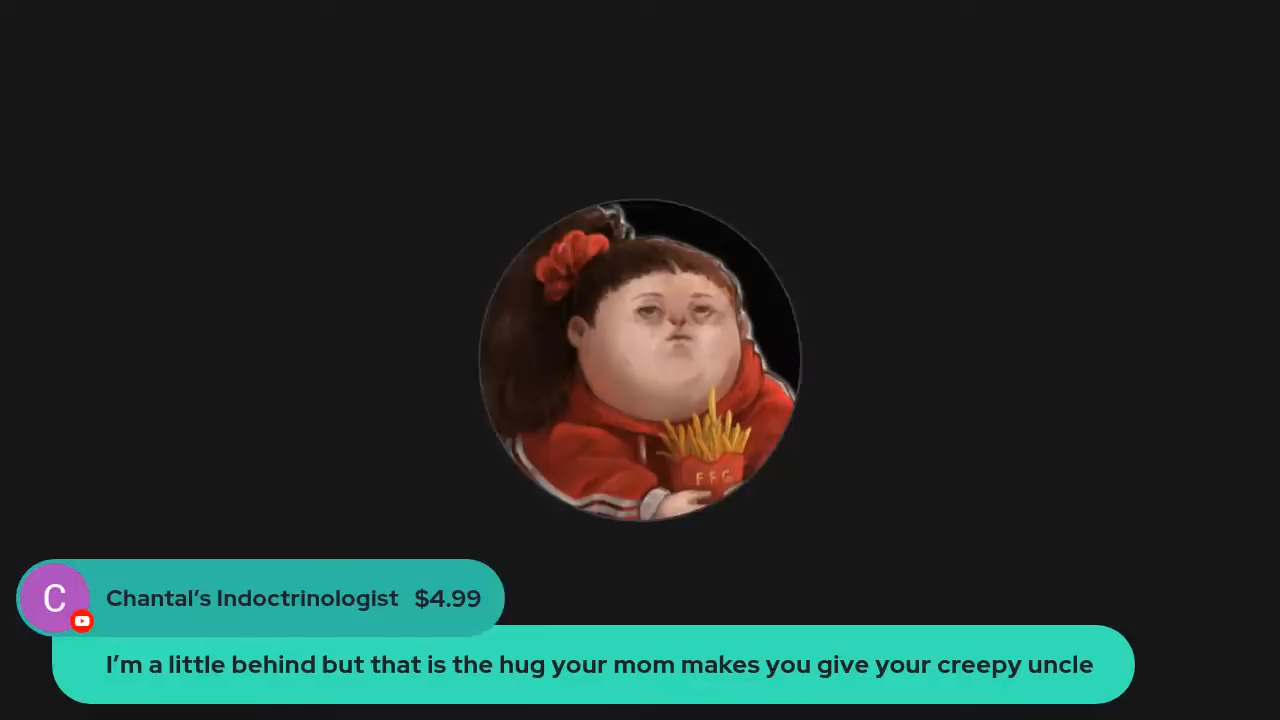 FFG
C
Chantal’s Indoctrinologist $4.99
I’m a little behind but that is the hug your mom makes you give your creepy uncle